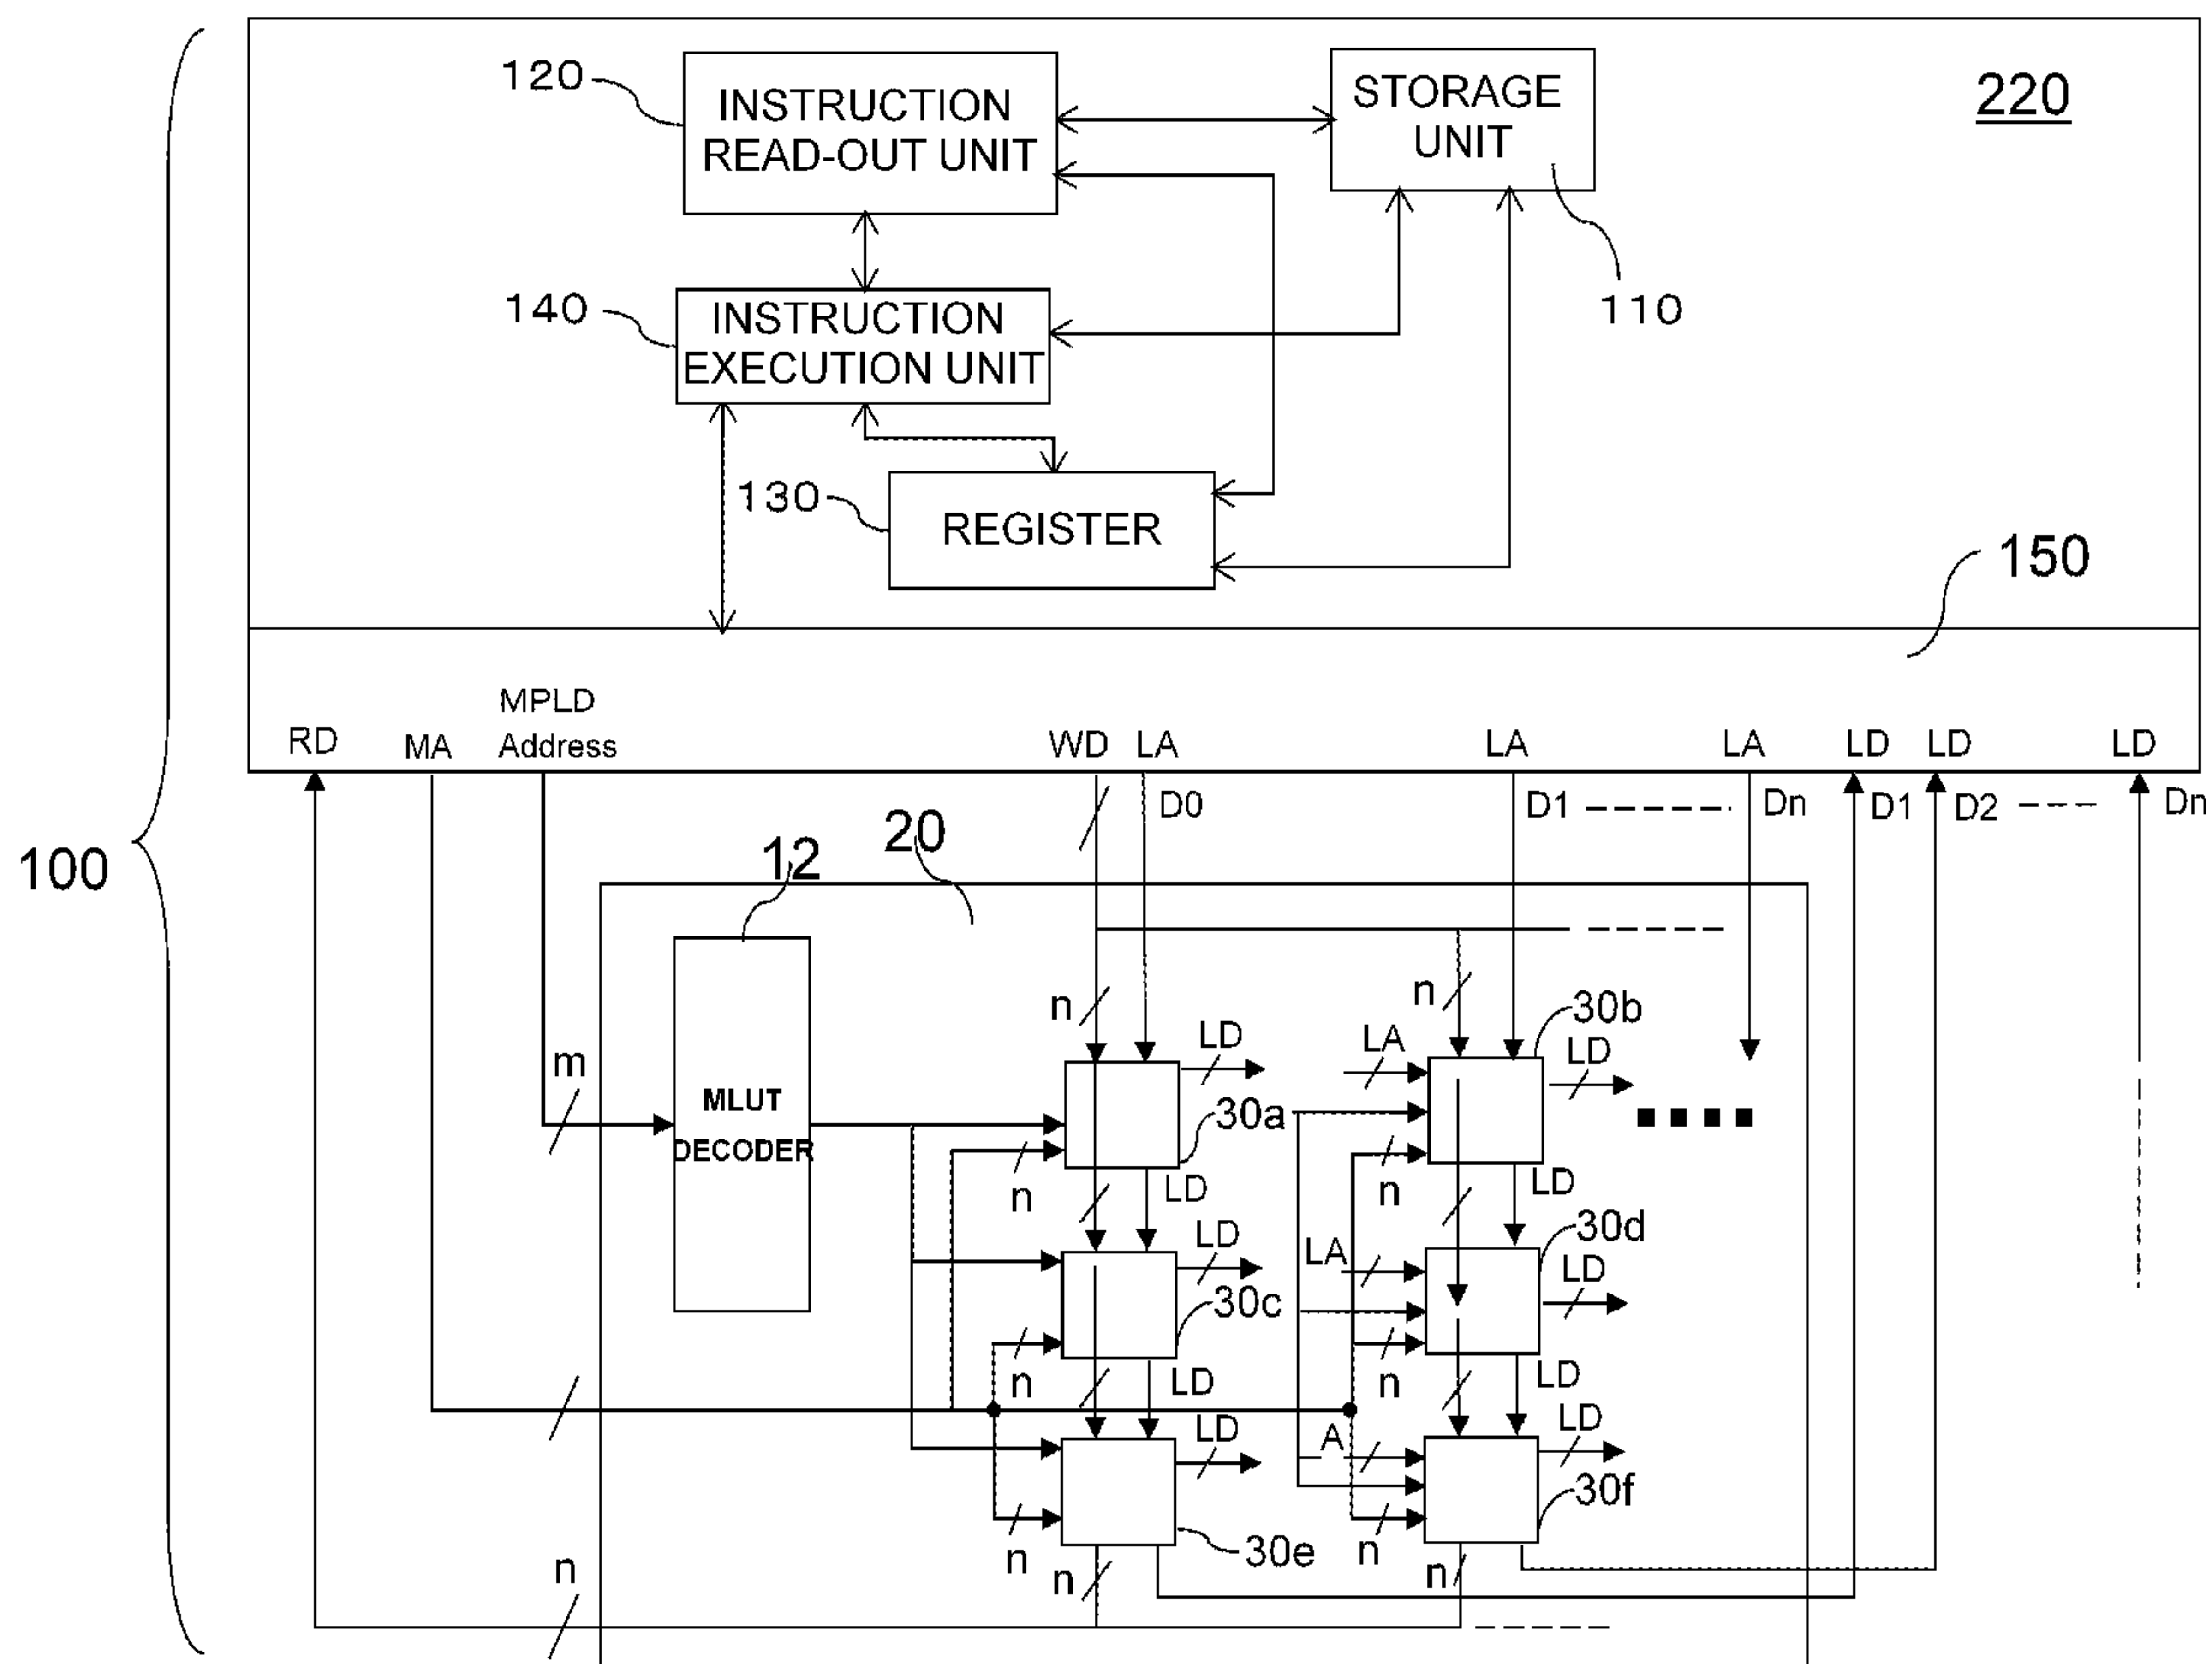 120
INSTRUCTION
READ-OUT UNIT
STORAGE
UNIT
220
110
140
INSTRUCTION
EXECUTION UNIT
130
REGISTER
150
MPLD
Address
RD
MA
WD
LA
LA
LA
LD
LD
LD
D0
D1
Dn
D1
D2
Dn
100
12
20
n
n
30b
LD
LA
LD
m
MLUT
DECODER
30a
n
LD
n
LD
LD
30d
LA
LD
30c
n
LD
n
LD
LD
A
LD
30f
30e
n
n
n
n
n